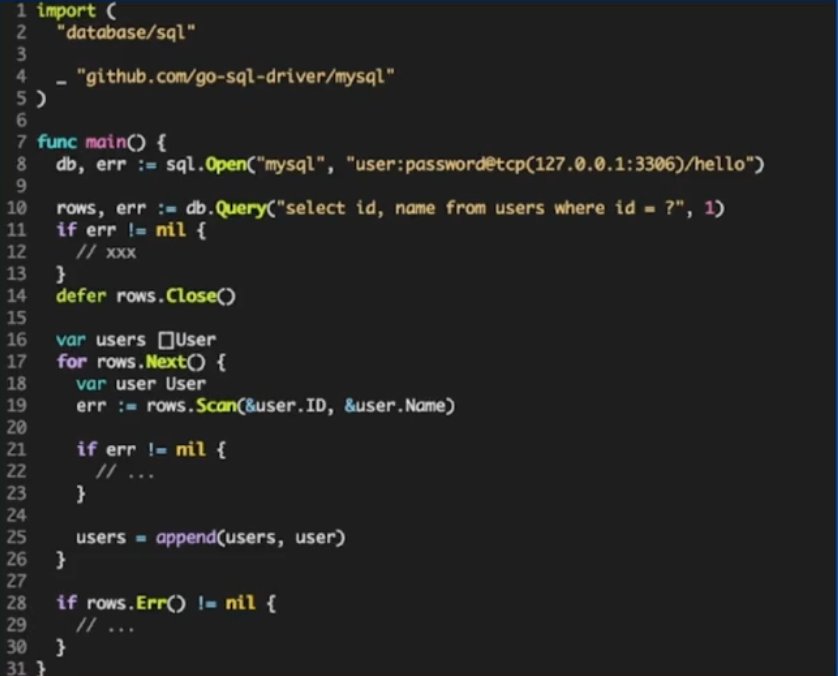 1 import (
2   "database/sql"
3
4   _ "github.com/go-sql-driver/mysql"
5 )
6
7 func main() {
8   db, err := sql.Open("mysql", "user:password@tcp(127.0.0.1:3306)/hello")
9
10   rows, err := db.Query("select id, name from users where id = ?", 1)
11   if err != nil {
12     // xxx
13   }
14   defer rows.Close()
15
16   var users []User
17   for rows.Next() {
18     var user User
19     err := rows.Scan(&user.ID, &user.Name)
20
21     if err != nil {
22       // ...
23     }
24
25     users = append(users, user)
26   }
27
28   if rows.Err() != nil {
29     // ...
30   }
31 }